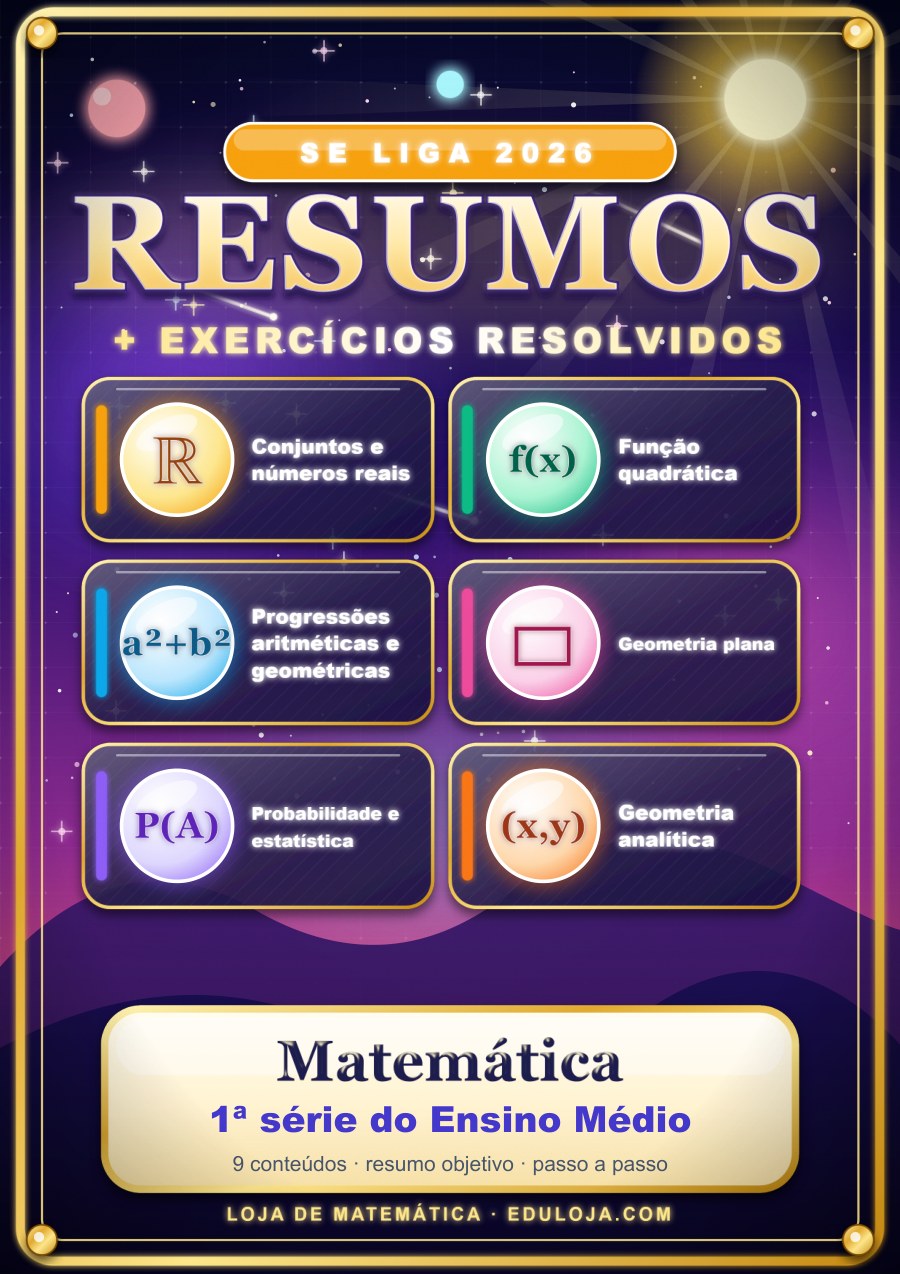 SE LIGA 2026
RESUMOS
+ EXERCÍCIOS RESOLVIDOS
ℝ
Conjuntos e
números reais
f(x)
Função
quadrática
a²+b²
Progressões
aritméticas e
geométricas
Geometria plana
P(A)
Probabilidade e
estatística
(x,y)
Geometria
analítica
Matemática
1ª série do Ensino Médio
9 conteúdos · resumo objetivo · passo a passo
LOJA DE MATEMÁTICA · EDULOJA.COM